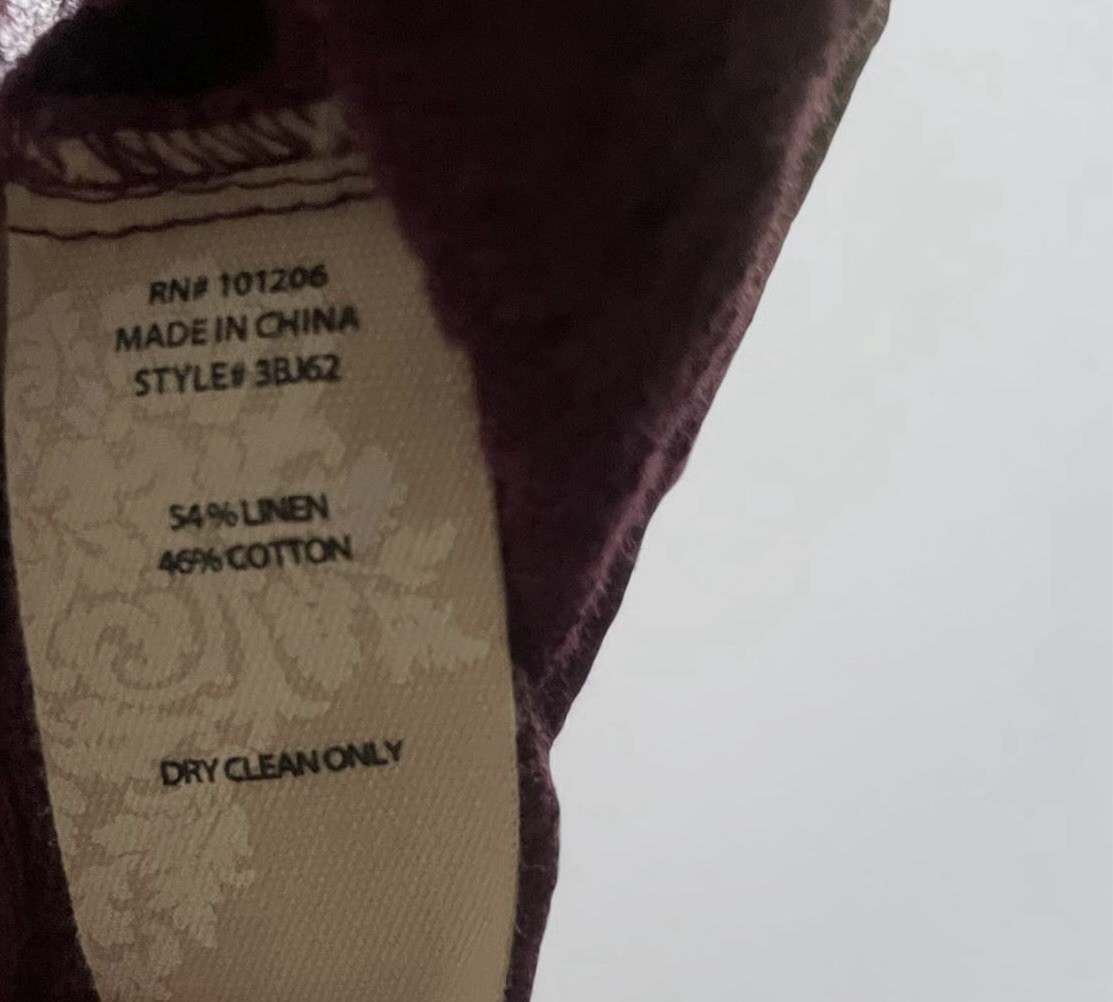 RN# 101206
MADE IN CHINA
STYLE# 3BJ62
54% LINEN
46% COTTON
DRY CLEAN ONLY